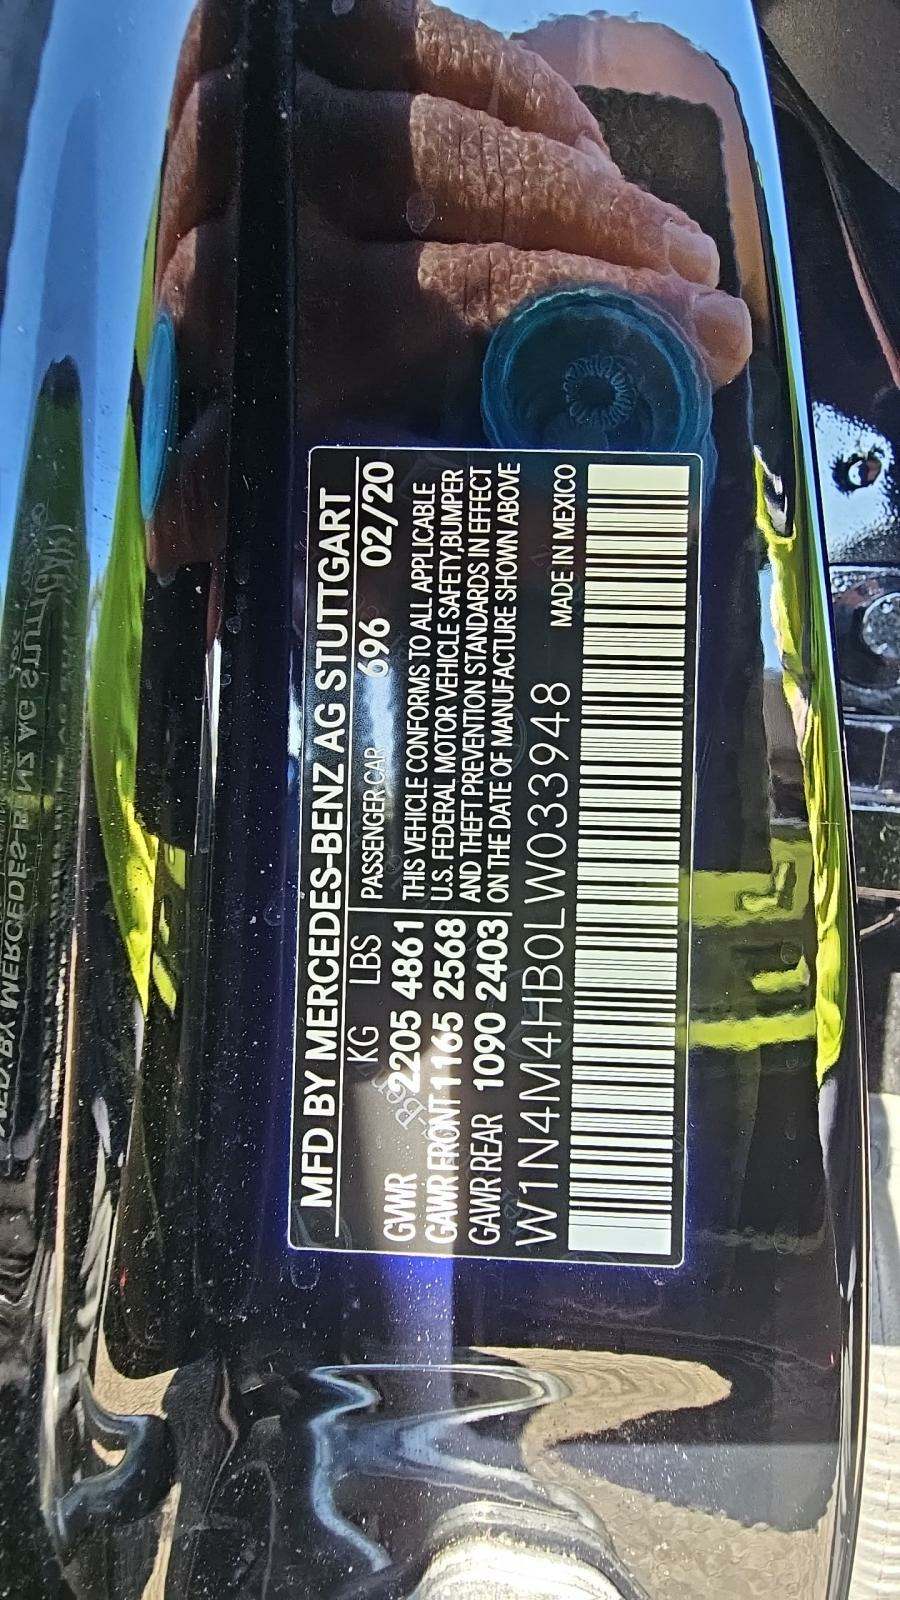 MFD BY MERCEDES-BENZ AG STUTTGART
KG LBS PASSENGER CAR 696 02/20
GVWR 2205 4861 THIS VEHICLE CONFORMS TO ALL APPLICABLE
GAWR FRONT 1165 2568 U.S. FEDERAL MOTOR VEHICLE SAFETY,BUMPER
GAWR REAR 1090 2403 AND THEFT PREVENTION STANDARDS IN EFFECT
ON THE DATE OF MANUFACTURE SHOWN ABOVE
W1N4M4HB0LW033948 MADE IN MEXICO